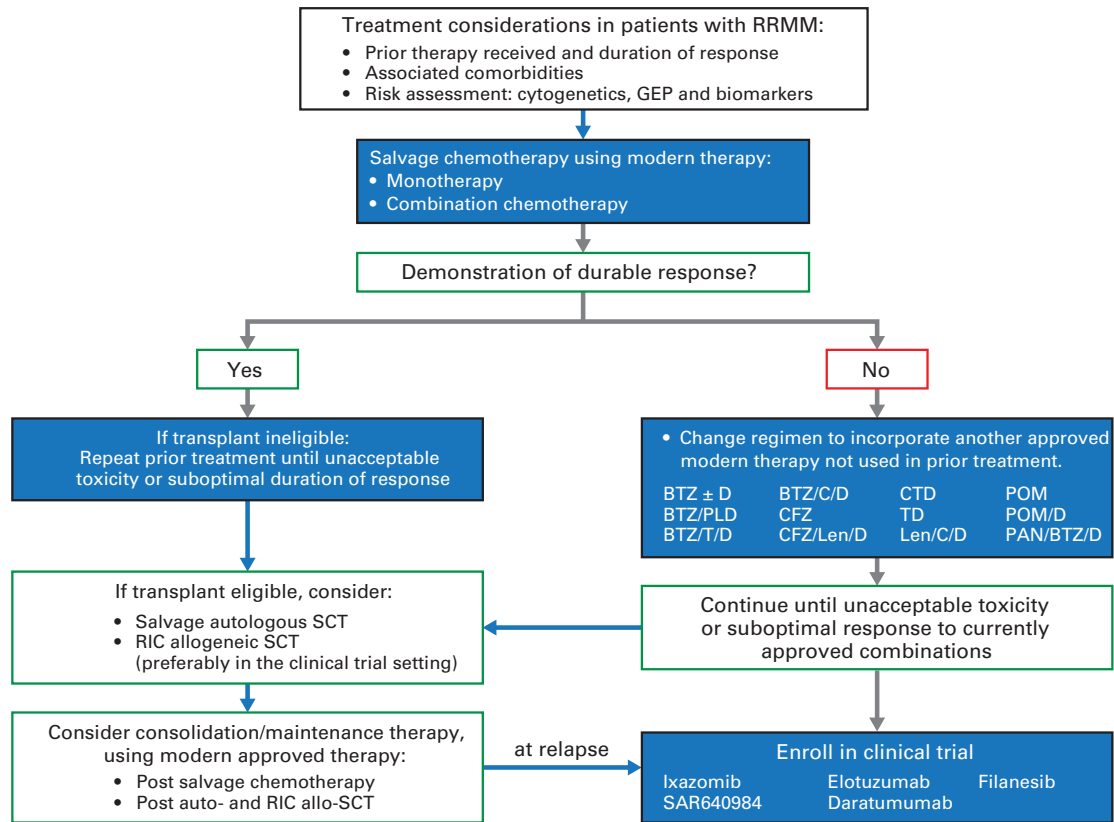 Treatment considerations in patients with RRMM:
• Prior therapy received and duration of response
• Associated comorbidities
• Risk assessment: cytogenetics, GEP and biomarkers
Salvage chemotherapy using modern therapy:
• Monotherapy
• Combination chemotherapy
Demonstration of durable response?
Yes
No
If transplant ineligible:
Repeat prior treatment until unacceptable
toxicity or suboptimal duration of response
• Change regimen to incorporate another approved
modern therapy not used in prior treatment.
BTZ ± D BTZ/C/D CTD POM
BTZ/PLD CFZ TD POM/D
BTZ/T/D CFZ/Len/D Len/C/D PAN/BTZ/D
If transplant eligible, consider:
• Salvage autologous SCT
• RIC allogeneic SCT
(preferably in the clinical trial setting)
Continue until unacceptable toxicity
or suboptimal response to currently
approved combinations
Consider consolidation/maintenance therapy,
using modern approved therapy:
• Post salvage chemotherapy
• Post auto- and RIC allo-SCT
at relapse
Enroll in clinical trial
Ixazomib Elotuzumab Filanesib
SAR640984 Daratumumab